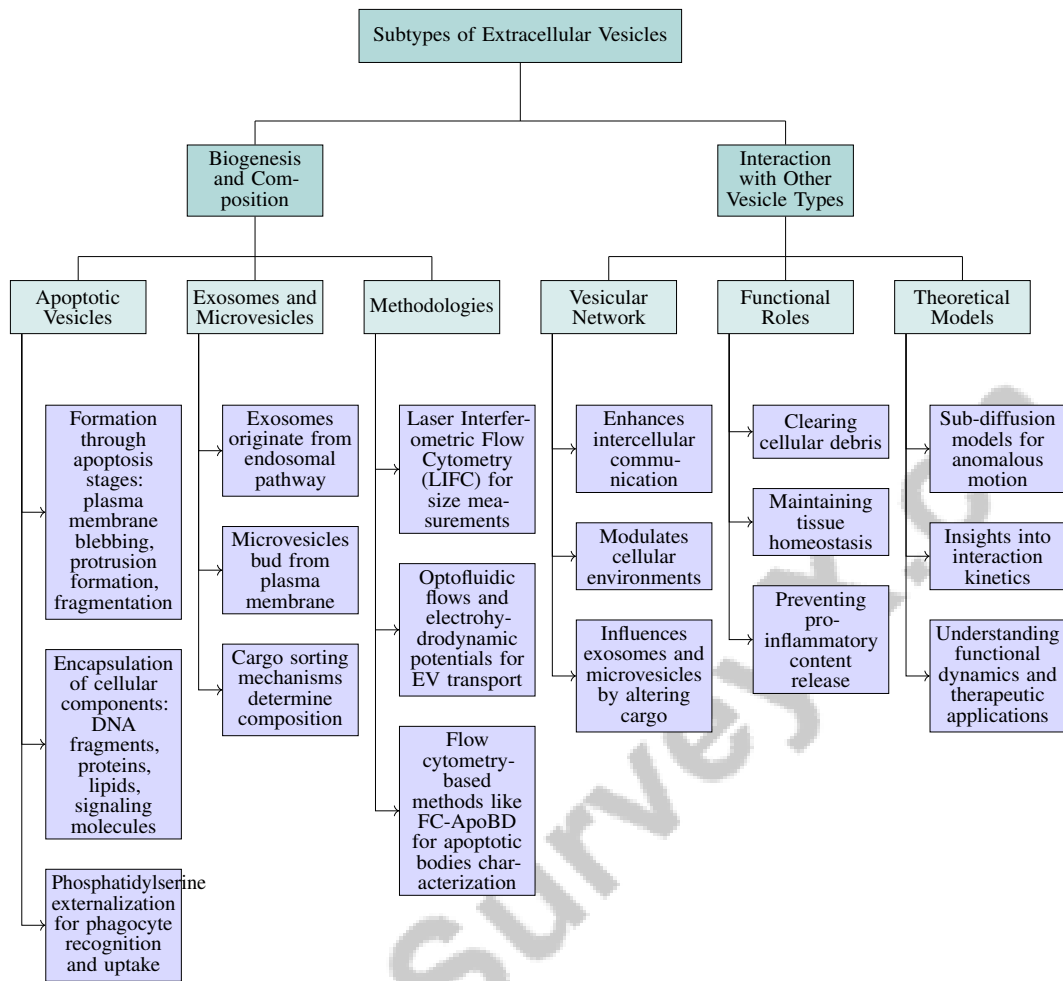 Subtypes of Extracellular Vesicles
Biogenesis
and Com-
position
Interaction
with Other
Vesicle Types
Apoptotic
Vesicles
Exosomes and
Microvesicles
Methodologies
Vesicular
Network
Functional
Roles
Theoretical
Models
Formation
through
apoptosis
stages:
plasma
membrane
blebbing,
protrusion
formation,
fragmentation
Encapsulation
of cellular
components:
DNA
fragments,
proteins,
lipids,
signaling
molecules
Phosphatidylserine
externalization
for phagocyte
recognition
and uptake
Exosomes
originate from
endosomal
pathway
Microvesicles
bud from
plasma
membrane
Cargo sorting
mechanisms
determine
composition
Laser Interfer-
ometric Flow
Cytometry
(LIFC) for
size mea-
surements
Optofluidic
flows and
electrohy-
drodynamic
potentials for
EV transport
Flow
cytometry-
based meth-
ods like
FC-ApoBD
for apoptotic
bodies char-
acterization
Enhances
intercellular
commu-
nication
Modulates
cellular
environments
Influences
exosomes and
microvesicles
by altering
cargo
Clearing
cellular debris
Maintaining
tissue
homeostasis
Preventing
pro-
inflammatory
content
release
Sub-diffusion
models for
anomalous
motion
Insights into
interaction
kinetics
Understanding
functional
dynamics and
therapeutic
applications